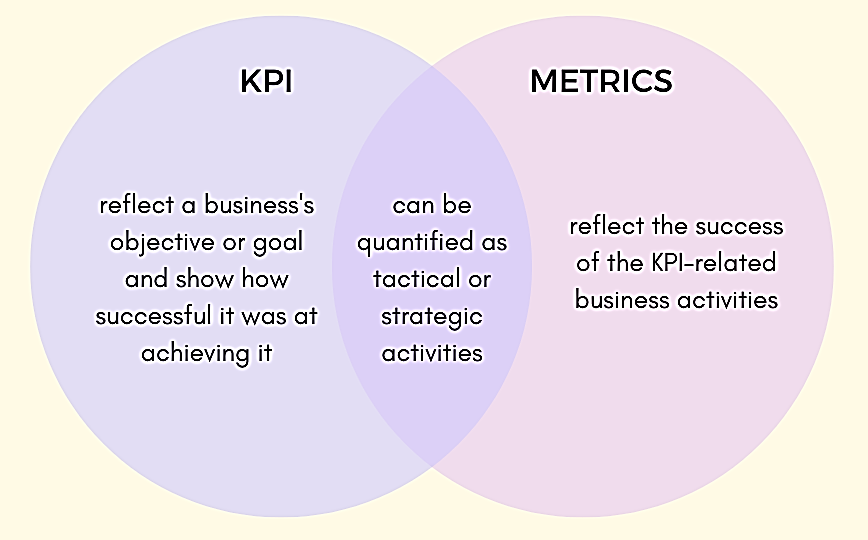 KPI
METRICS
reflect a business's
objective or goal
and show how
successful it was at
achieving it
can be
quantified as
tactical or
strategic
activities
reflect the success
of the KPI-related
business activities